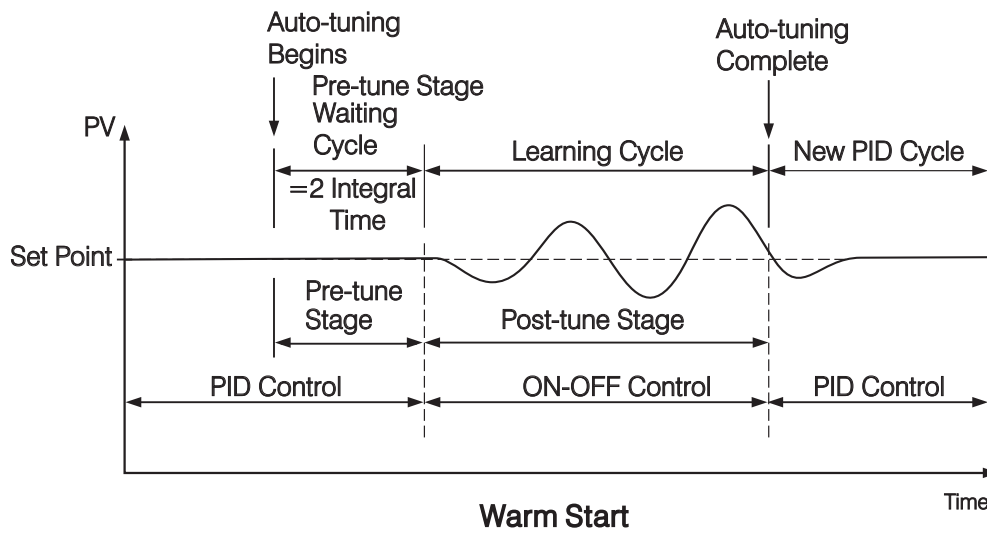 Auto-tuning
Begins
Auto-tuning
Complete
Pre-tune Stage
Waiting
Cycle
PV
Learning Cycle
New PID Cycle
=2 Integral
Time
Set Point
Pre-tune
Stage
Post-tune Stage
PID Control
ON-OFF Control
PID Control
Time
Warm Start